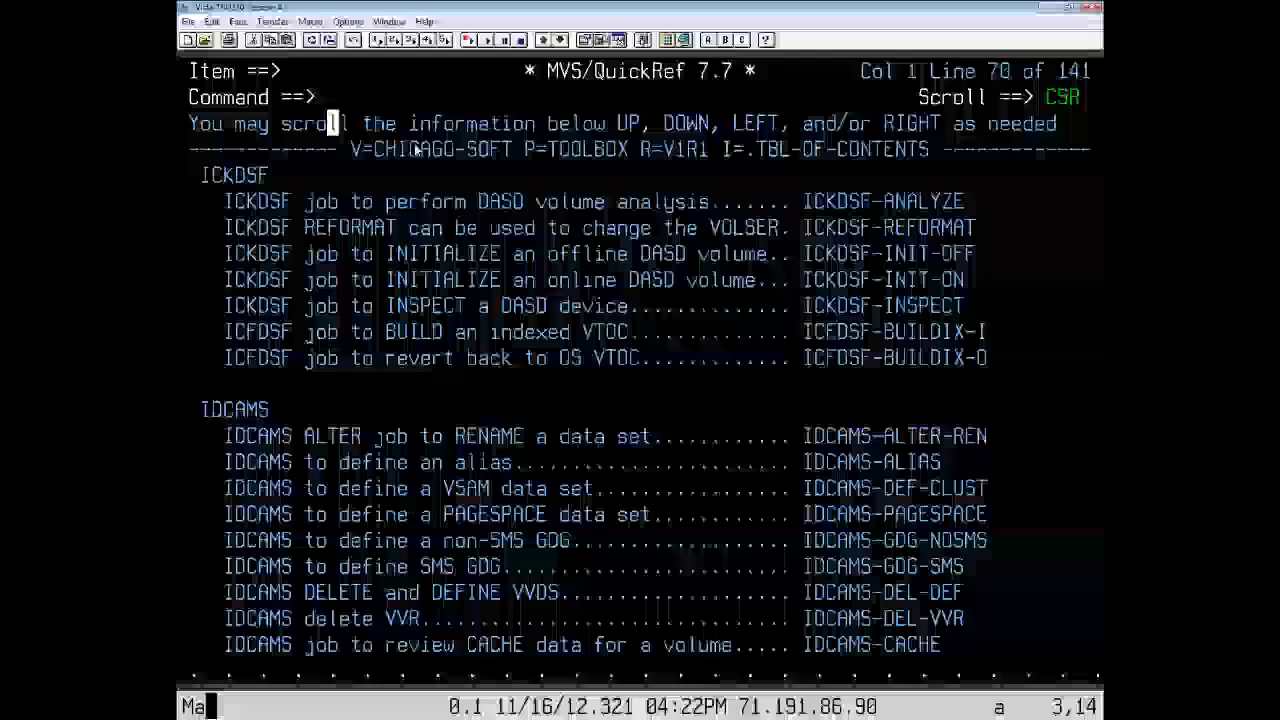 File Edit Font Transfer Macro Options Window Help
A B C ?
Item ==> * MVS/QuickRef 7.7 * Col 1 Line 70 of 141
Command ==> Scroll ==> CSR
You may scroll the information below UP, DOWN, LEFT, and/or RIGHT as needed
--------------- V=CHICAGO-SOFT P=TOOLBOX R=V1R1 I=.TBL-OF-CONTENTS ---------------
ICKDSF
ICKDSF job to perform DASD volume analysis....... ICKDSF-ANALYZE
ICKDSF REFORMAT can be used to change the VOLSER. ICKDSF-REFORMAT
ICKDSF job to INITIALIZE an offline DASD volume.. ICKDSF-INIT-OFF
ICKDSF job to INITIALIZE an online DASD volume... ICKDSF-INIT-ON
ICKDSF job to INSPECT a DASD device.............. ICKDSF-INSPECT
ICFDSF job to BUILD an indexed VTOC.............. ICFDSF-BUILDIX-I
ICFDSF job to revert back to OS VTOC............. ICFDSF-BUILDIX-O
IDCAMS
IDCAMS ALTER job to RENAME a data set............ IDCAMS-ALTER-REN
IDCAMS to define an alias........................ IDCAMS-ALIAS
IDCAMS to define a VSAM data set................. IDCAMS-DEF-CLUST
IDCAMS to define a PAGESPACE data set............ IDCAMS-PAGESPACE
IDCAMS to define a non-SMS GDG................... IDCAMS-GDG-NOSMS
IDCAMS to define SMS GDG......................... IDCAMS-GDG-SMS
IDCAMS DELETE and DEFINE VVDS.................... IDCAMS-DEL-DEF
IDCAMS delete VVR................................ IDCAMS-DEL-VVR
IDCAMS job to review CACHE data for a volume..... IDCAMS-CACHE
Ma 0.1 11/16/12.321 04:22PM 71.191.86.90 a 3,14